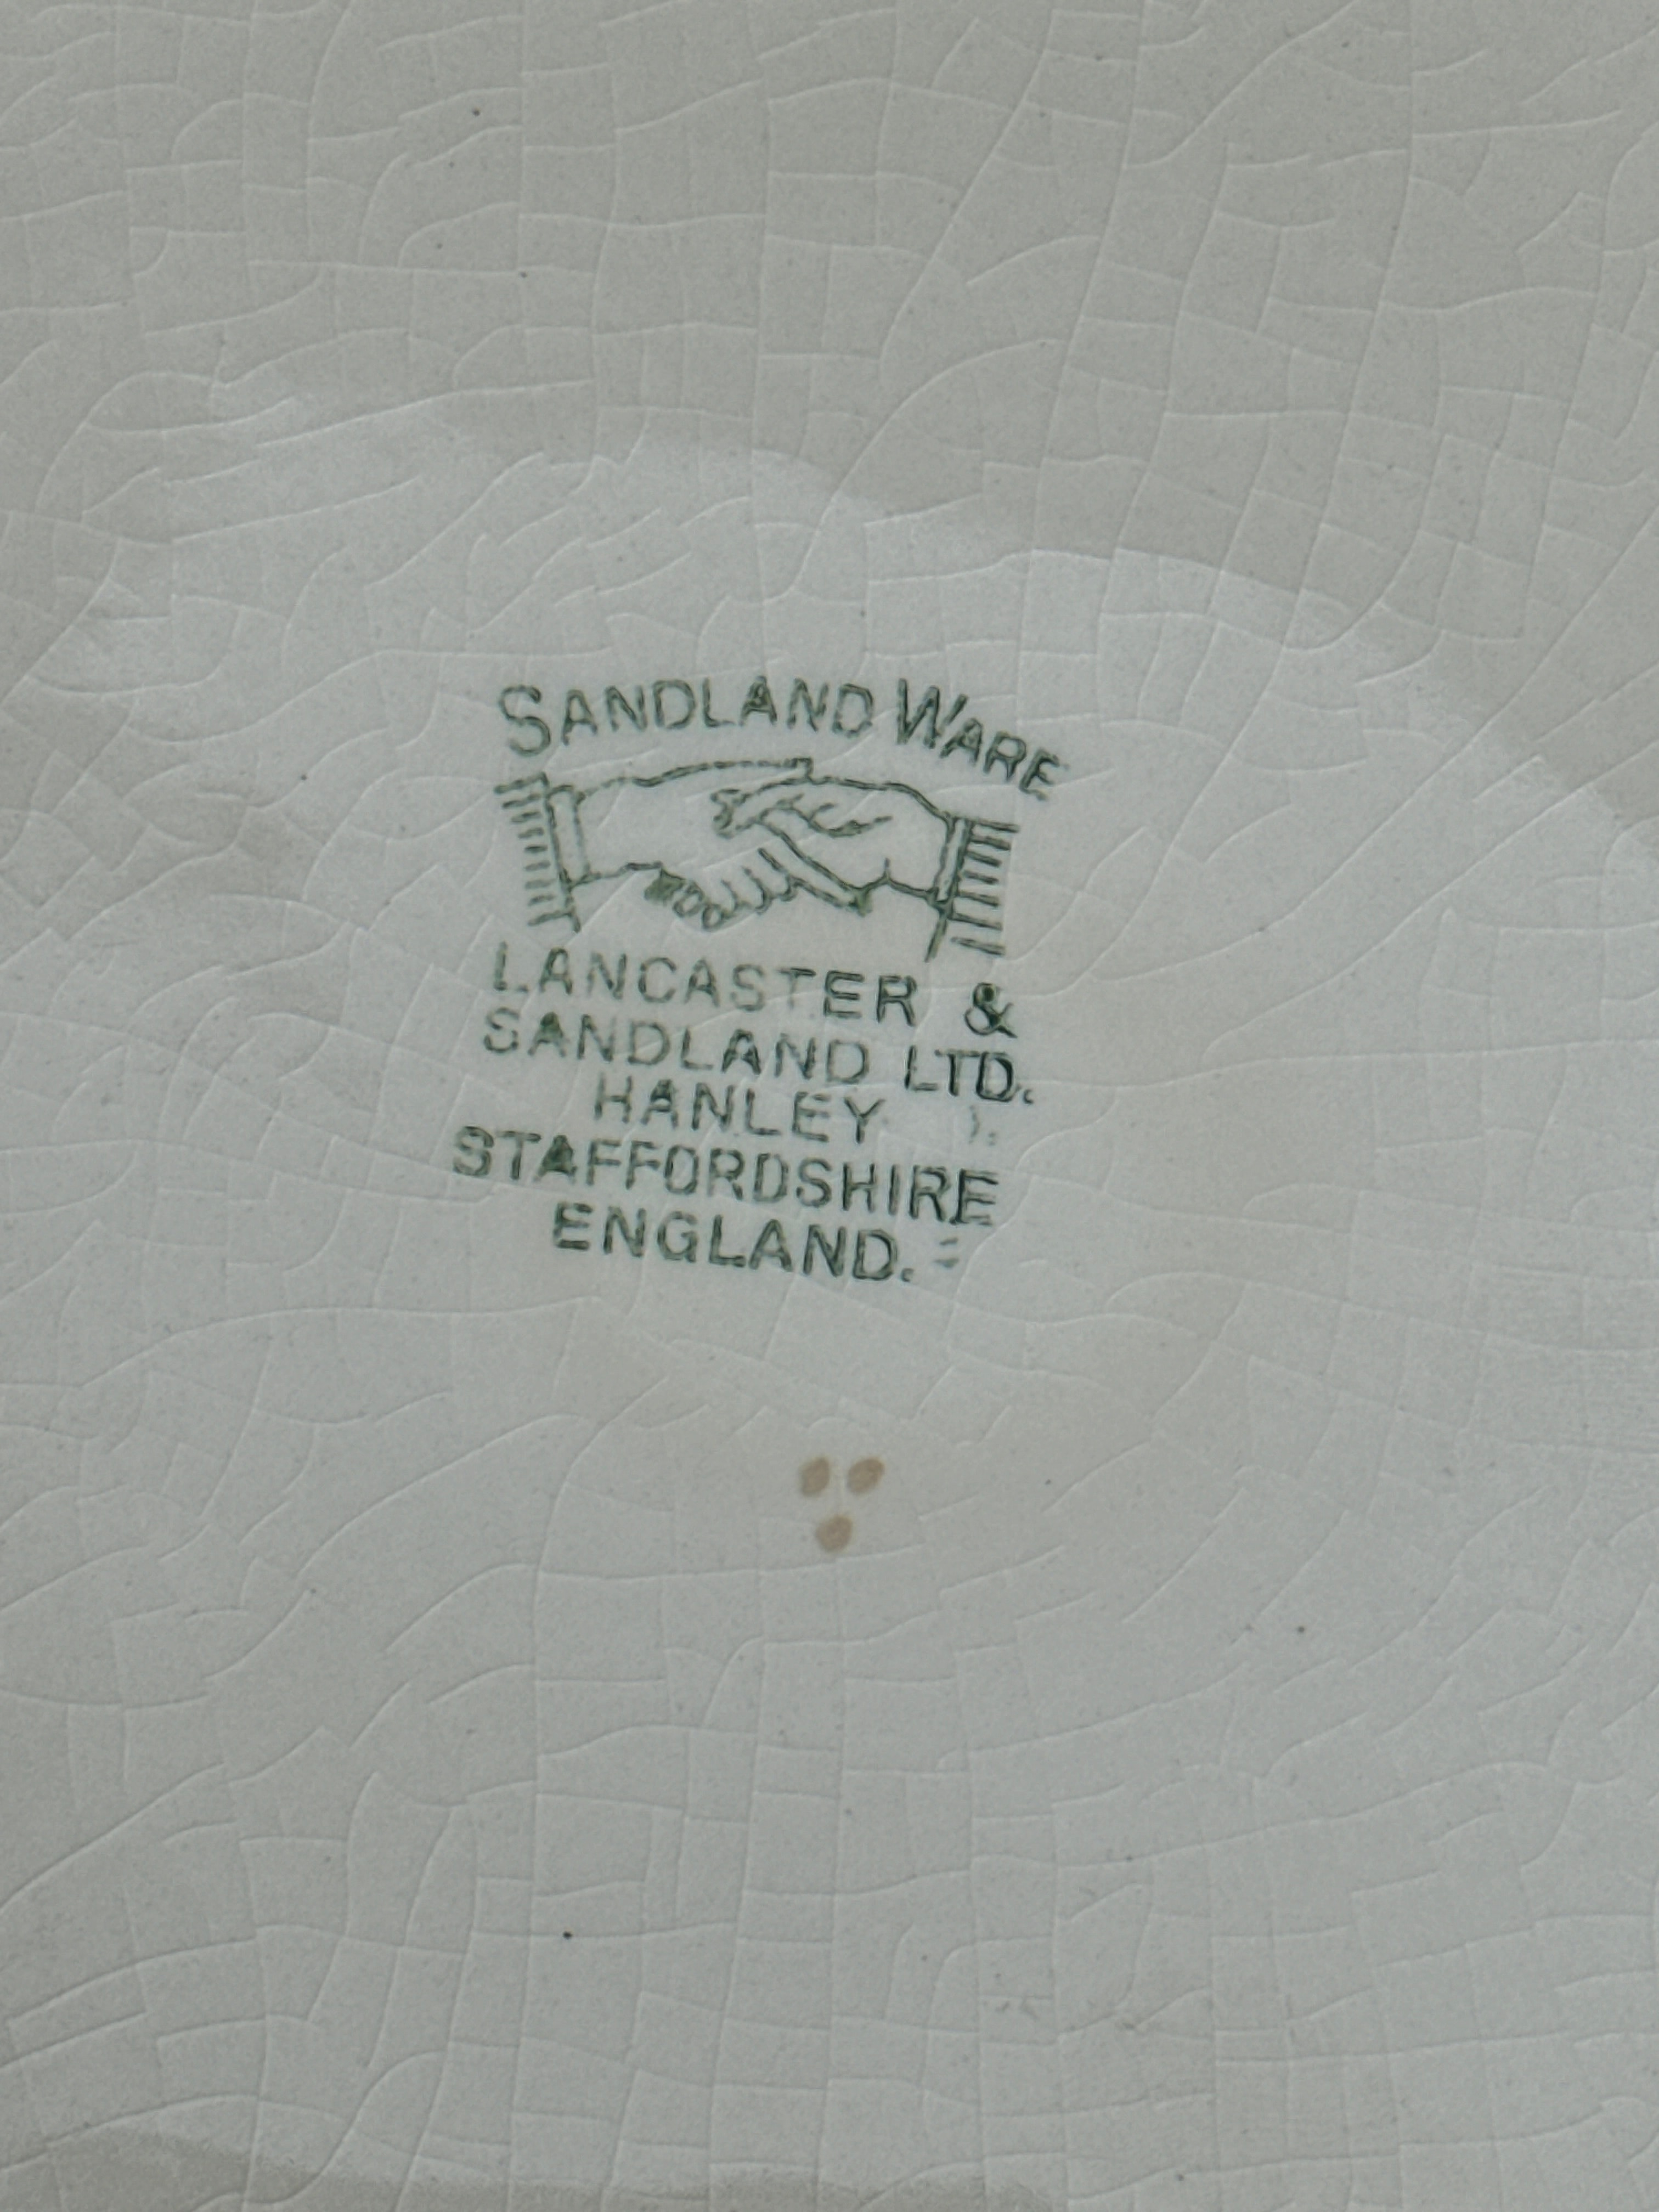 SANDLAND WARE
LANCASTER &
SANDLAND LTD.
HANLEY
STAFFORDSHIRE
ENGLAND.